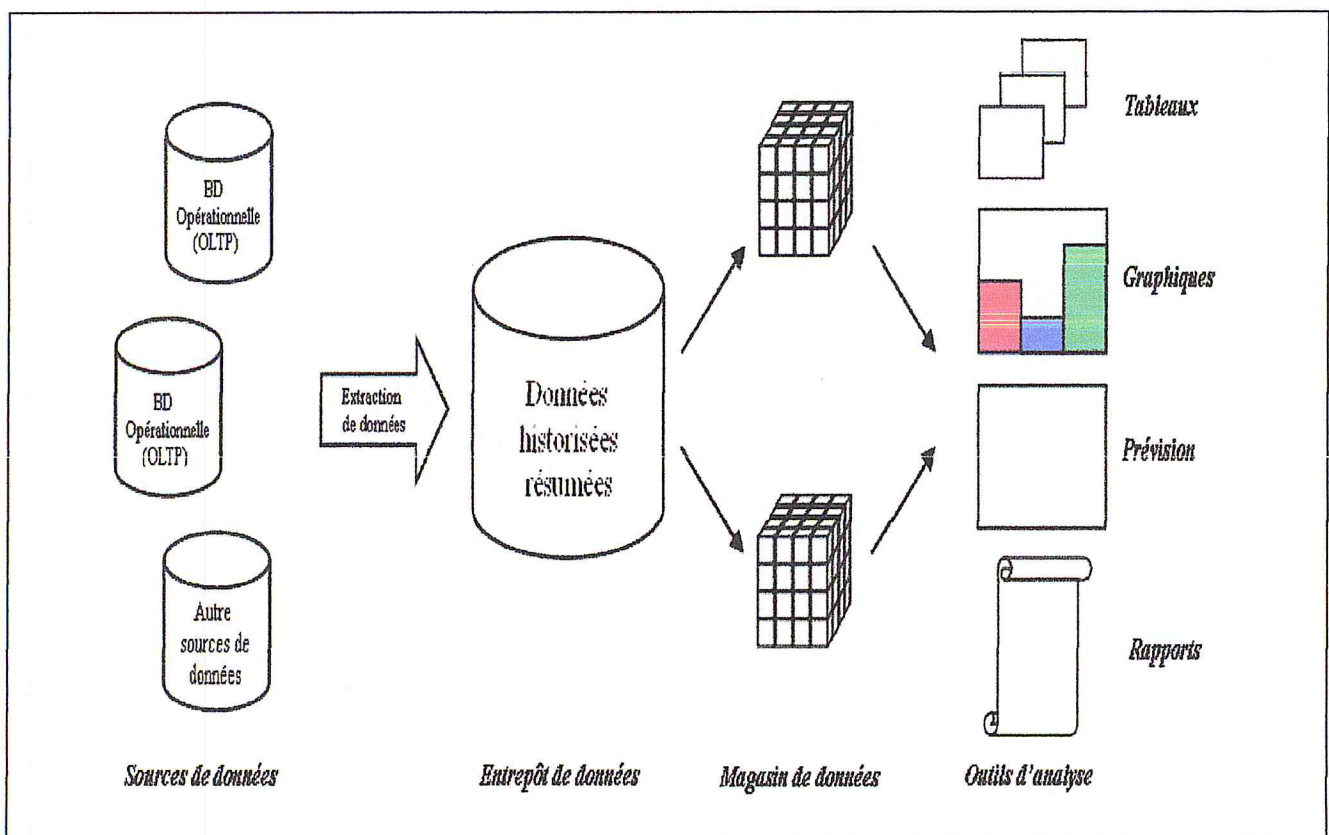 BD
Opérationnelle
(OLTP)
BD
Opérationnelle
(OLTP)
Autre
sources de
données
Extraction
de données
Données
historisées
résumées
Tableaux
Graphiques
Prévision
Rapports
Sources de données
Entrepôt de données
Magasin de données
Outils d'analyse